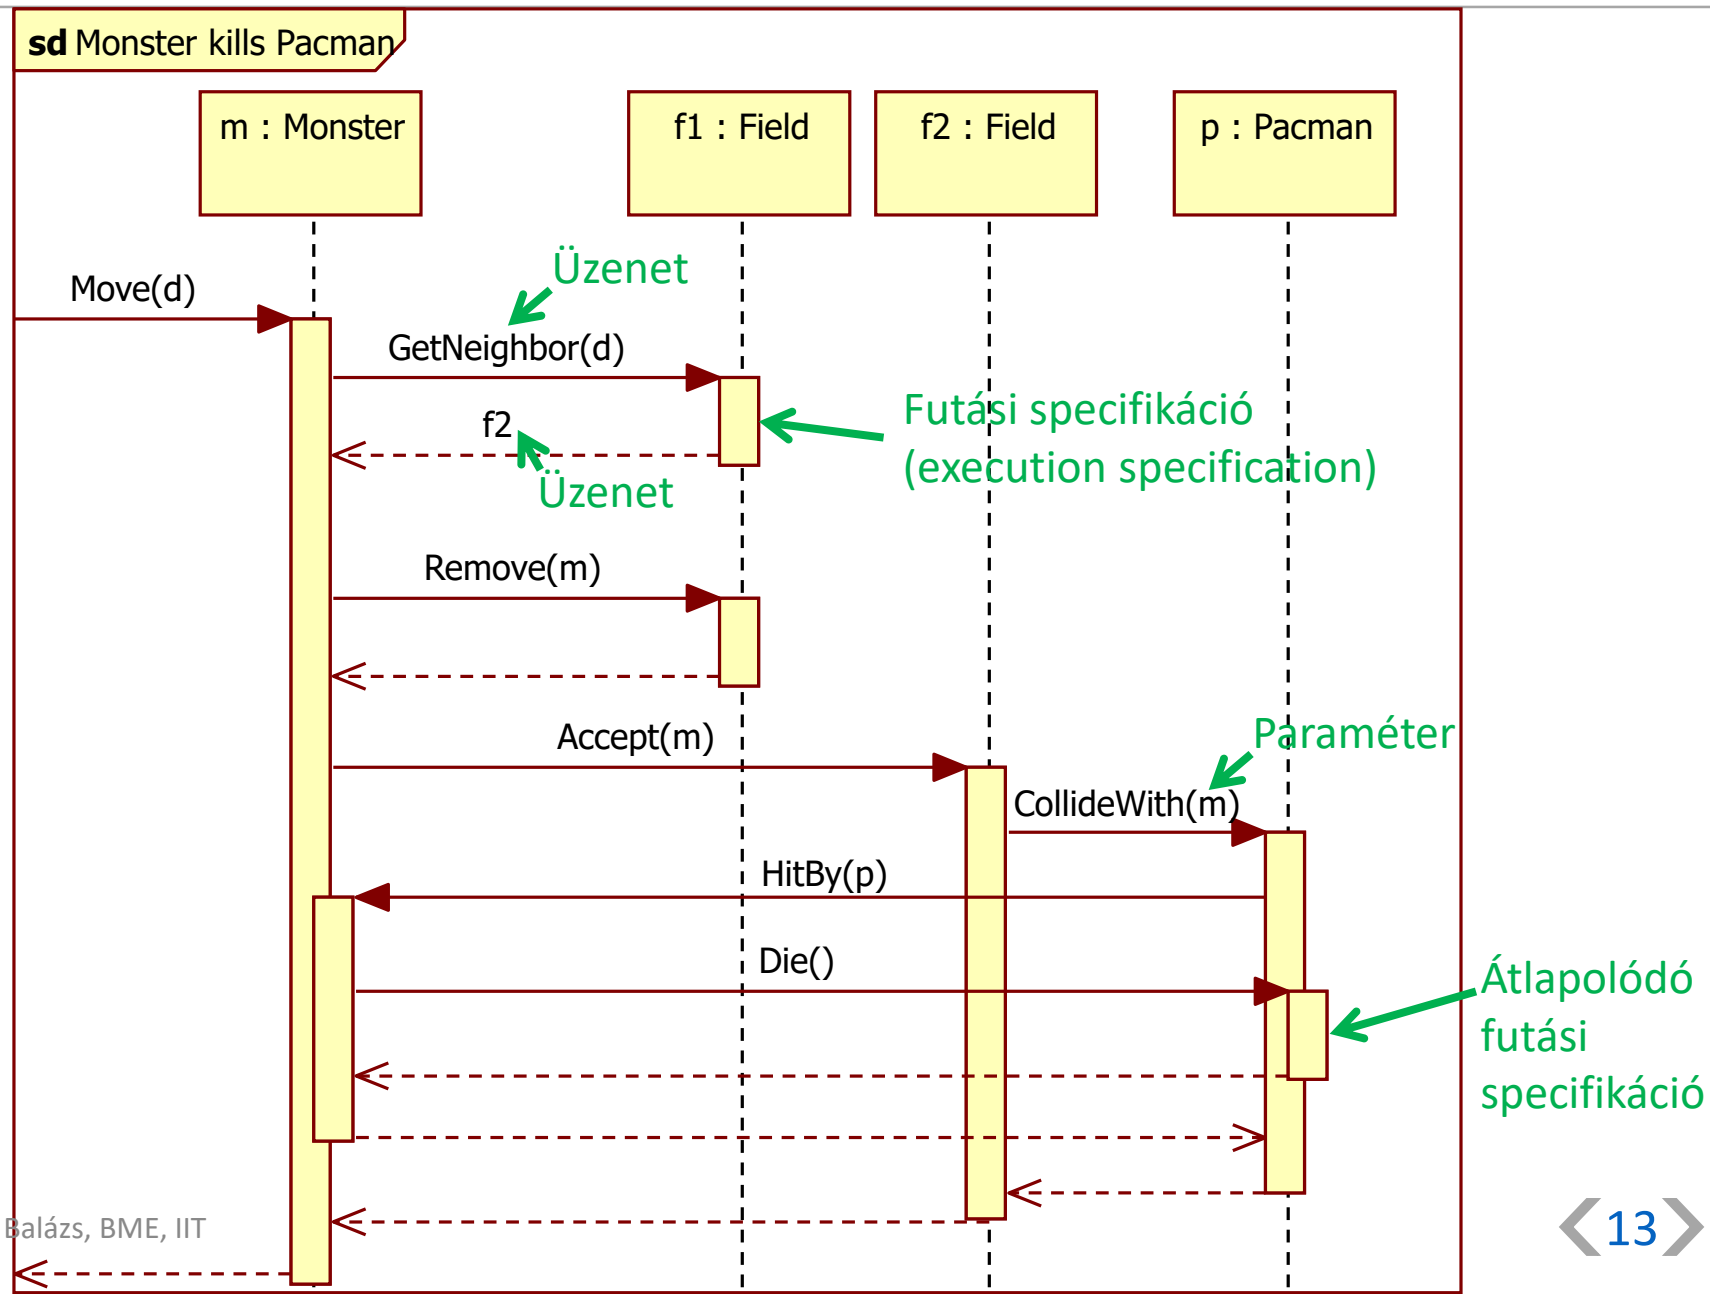 sd Monster kills Pacman
m : Monster
f1 : Field
f2 : Field
p : Pacman
Üzenet
Move(d)
GetNeighbor(d)
Futási specifikáció
(execution specification)
f2
Üzenet
Remove(m)
Accept(m)
Paraméter
CollideWith(m)
HitBy(p)
Die()
Átlapolódó
futási
specifikáció
Balázs, BME, IIT
13